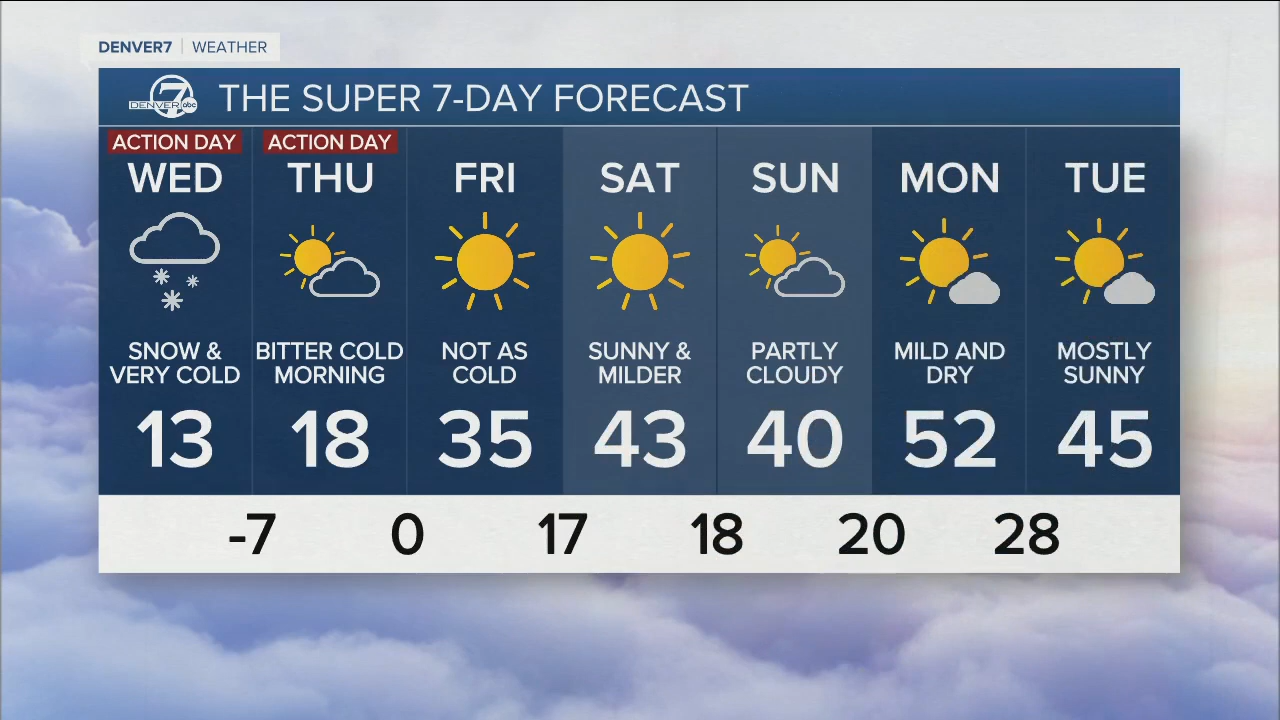 DENVER7 | WEATHER
7
DENVER abc
THE SUPER 7-DAY FORECAST
ACTION DAY
WED
SNOW &
VERY COLD
13
ACTION DAY
THU
BITTER COLD
MORNING
18
FRI
NOT AS
COLD
35
SAT
SUNNY &
MILDER
43
SUN
PARTLY
CLOUDY
40
MON
MILD AND
DRY
52
TUE
MOSTLY
SUNNY
45
-7 0 17 18 20 28